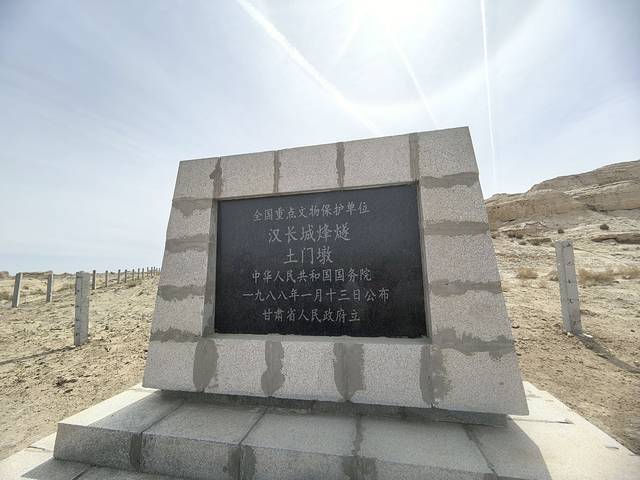 全国重点文物保护单位
汉长城烽燧
土门墩
中华人民共和国国务院
一九八八年一月十三日公布
甘肃省人民政府立